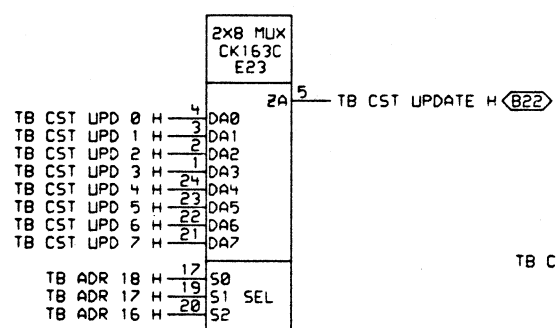 2X8 MUX
CK163C
E23
ZA 5 TB CST UPDATE H B22
TB CST UPD 0 H 4 DA0
TB CST UPD 1 H 3 DA1
TB CST UPD 2 H 2 DA2
TB CST UPD 3 H 1 DA3
TB CST UPD 4 H 24 DA4
TB CST UPD 5 H 23 DA5
TB CST UPD 6 H 22 DA6
TB CST UPD 7 H 21 DA7
TB C
TB ADR 18 H 17 S0
TB ADR 17 H 19 S1 SEL
TB ADR 16 H 20 S2